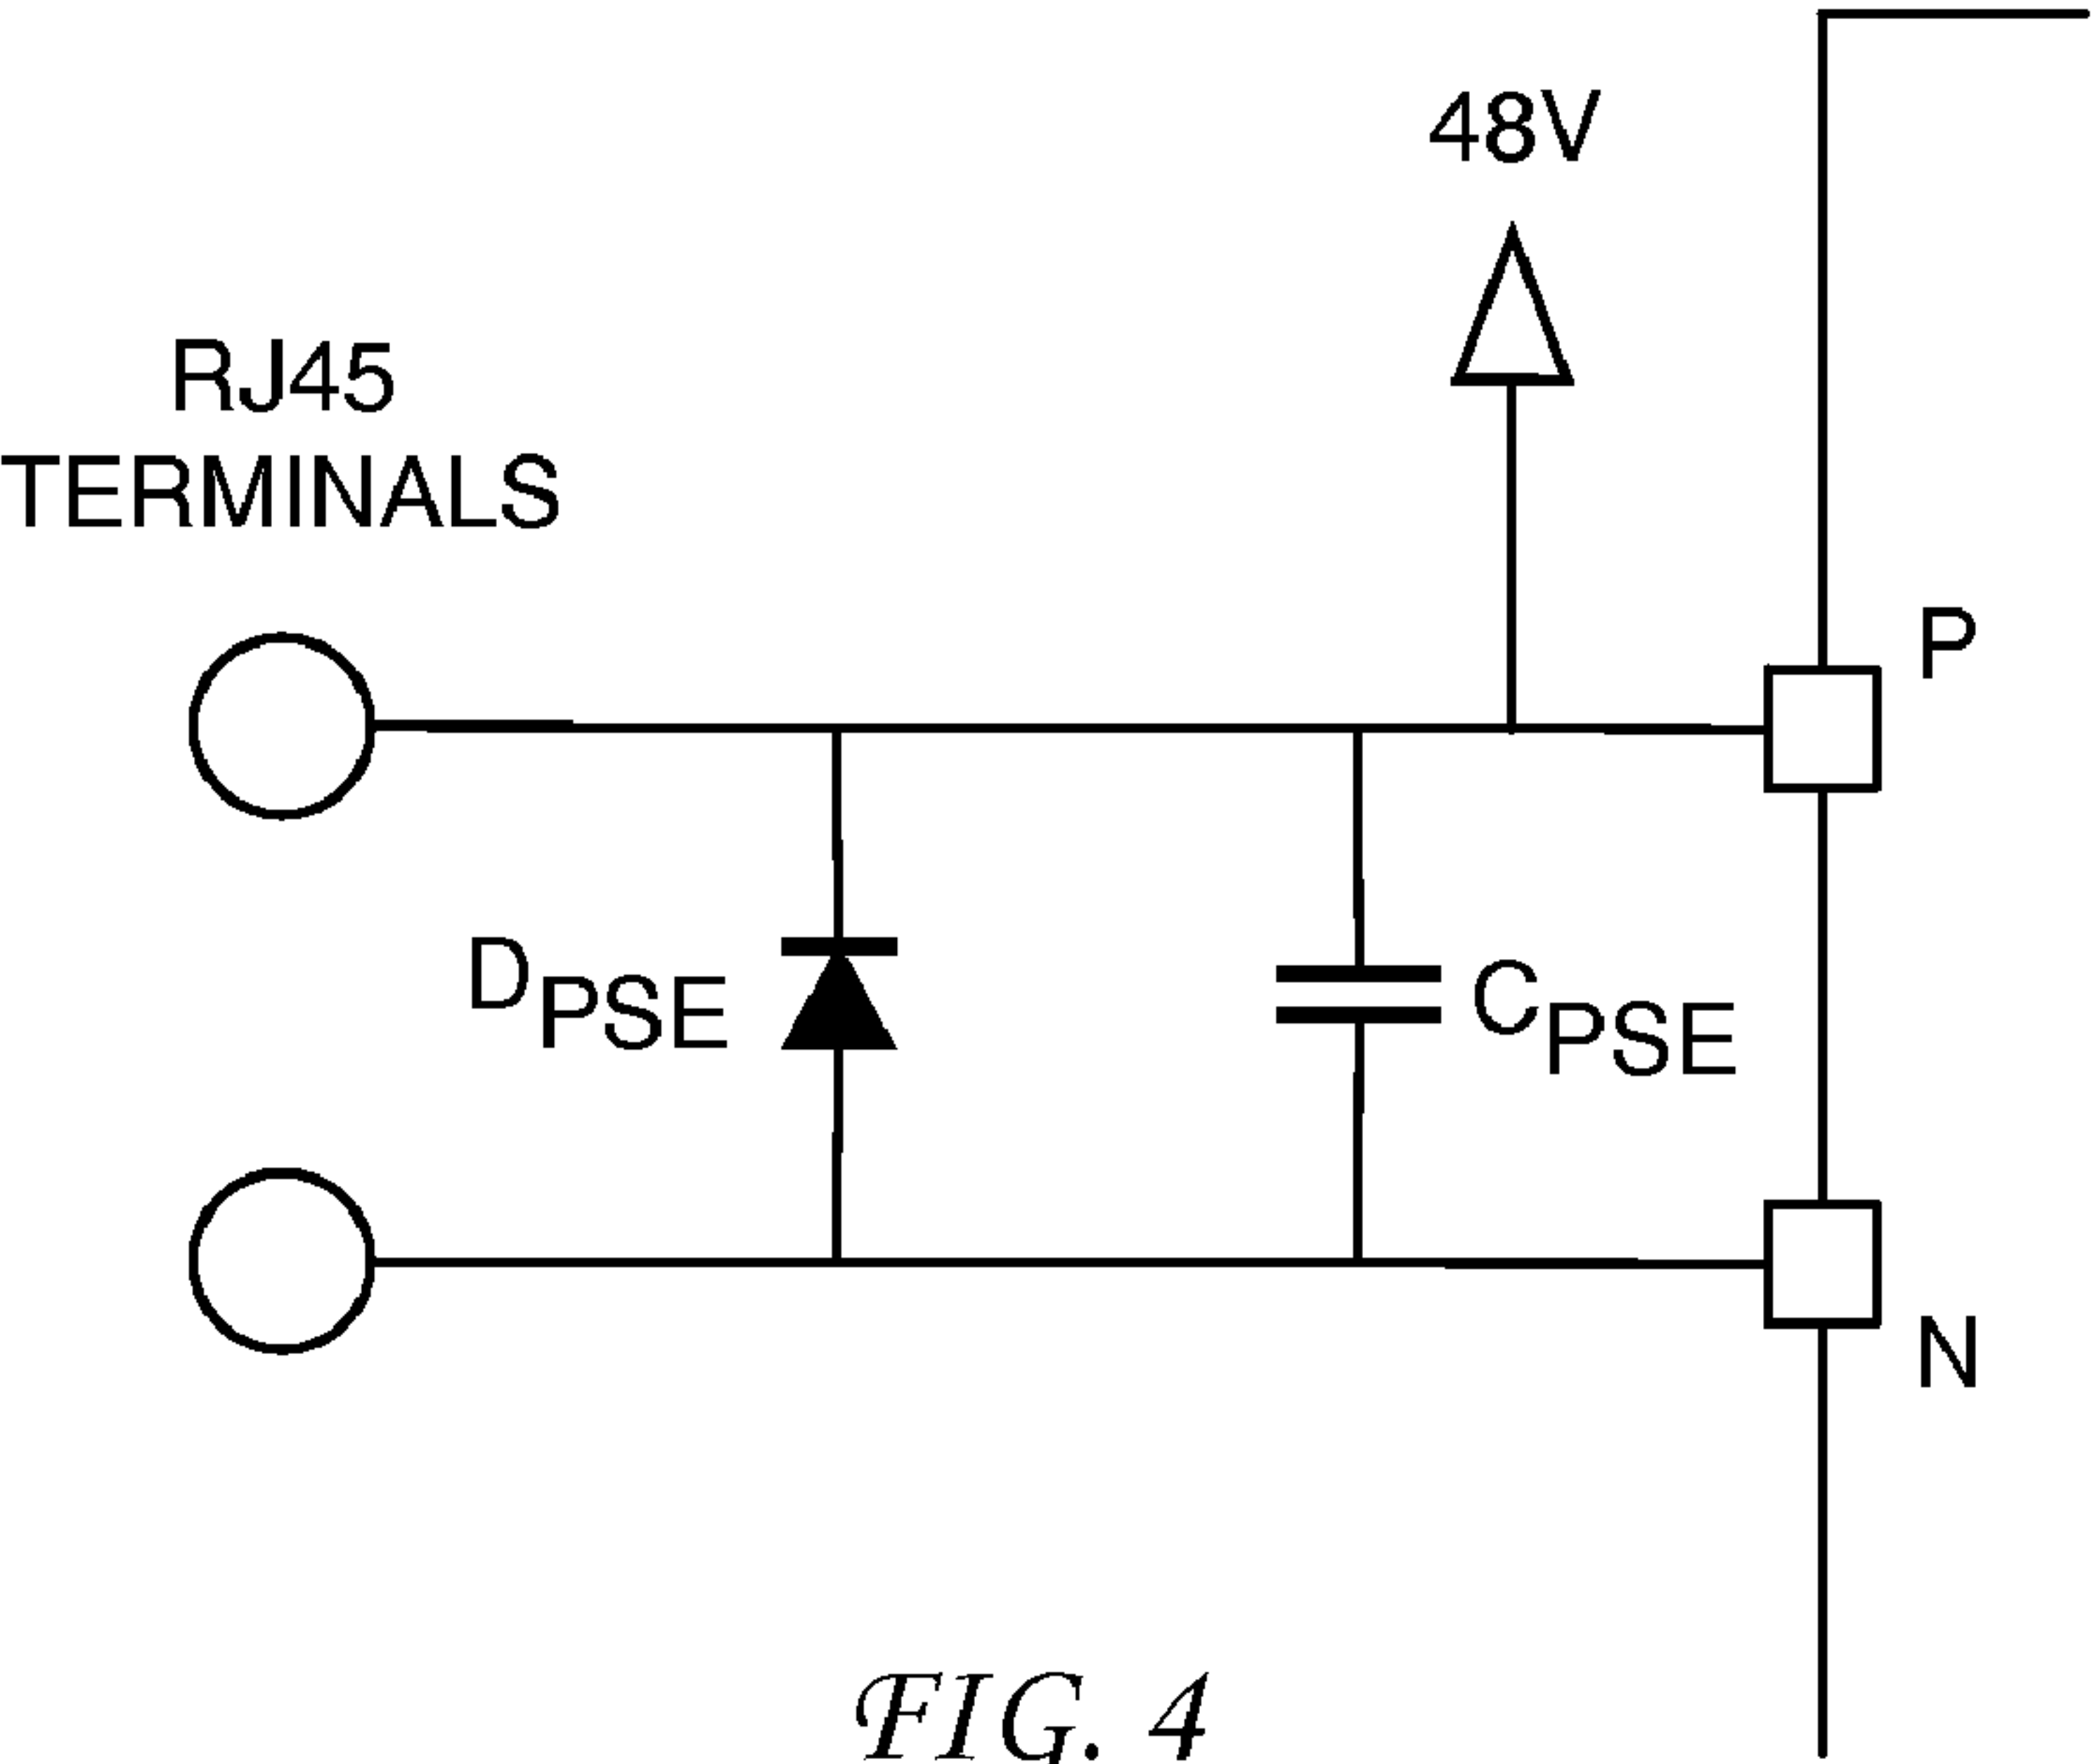 48V
RJ45
TERMINALS
P
DPSE
CPSE
N
FIG. 4